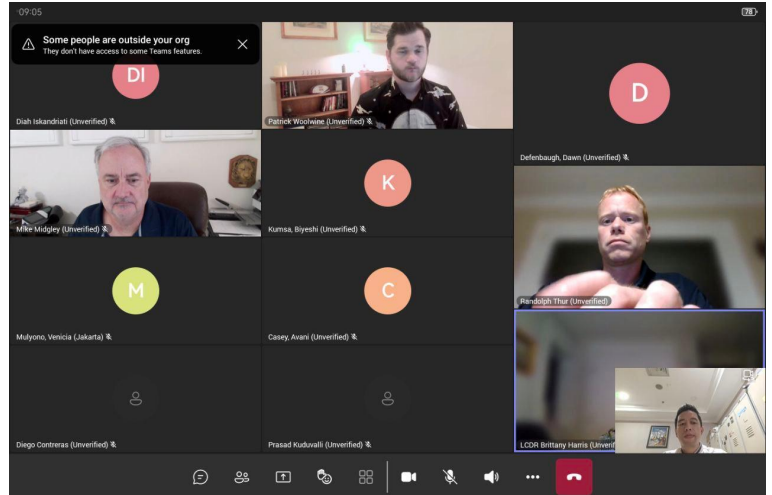 09:05
78
Some people are outside your org
They don't have access to some Teams features.
DI
Diah Iskandriati (Unverified)
Patrick Woolwine (Unverified)
D
Defenbaugh, Dawn (Unverified)
Mike Midgley (Unverified)
K
Kumsa, Biyeshi (Unverified)
Randolph Thur (Unverified)
M
Mulyono, Venicia (Jakarta)
C
Casey, Avani (Unverified)
Diego Contreras (Unverified)
Prasad Kuduvalli (Unverified)
LCDR Brittany Harris (Unverif